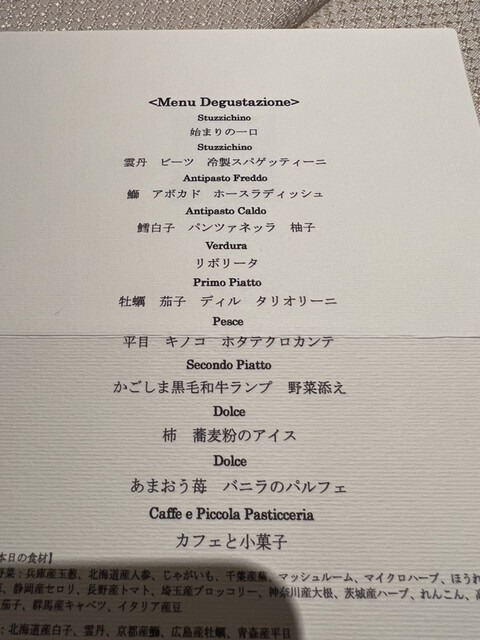 <Menu Degustazione>
Stuzzichino
始まりの一口
Stuzzichino
雲丹　ビーツ　冷製スパゲッティーニ
Antipasto Freddo
鰤　アボカド　ホースラディッシュ
Antipasto Caldo
鱈白子　パンツァネッラ　柚子
Verdura
リボリータ
Primo Piatto
牡蠣　茄子　ディル　タリオリーニ
Pesce
平目　キノコ　ホタテクロカンテ
Secondo Piatto
かごしま黒毛和牛ランプ　野菜添え
Dolce
柿　蕎麦粉のアイス
Dolce
あまおう苺　バニラのパルフェ
Caffe e Piccola Pasticceria
カフェと小菓子
本日の食材】
野菜：兵庫産玉葱、北海道産人参、じゃがいも、千葉産蕪、マッシュルーム、マイクロハーブ、ほうれ
静岡産セロリ、長野産トマト、埼玉産ブロッコリー、神奈川産大根、茨城産ハーブ、れんこん、
茄子、群馬産キャベツ、イタリア産豆
北海道産白子、雲丹、京都産鰤、広島産牡蠣、青森産平目